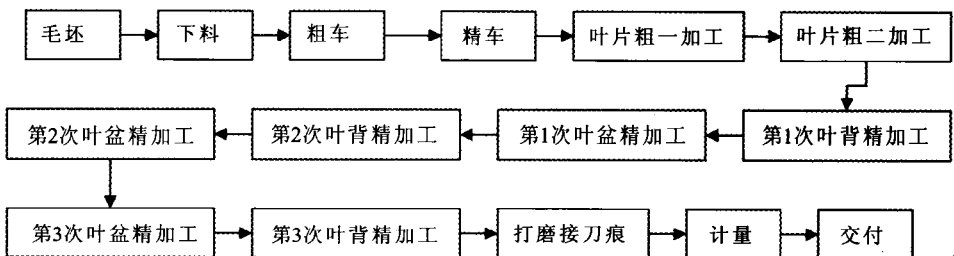 毛坯
下料
粗车
精车
叶片粗一加工
叶片粗二加工
第1次叶背精加工
第1次叶盆精加工
第2次叶背精加工
第2次叶盆精加工
第3次叶盆精加工
第3次叶背精加工
打磨接刀痕
计量
交付